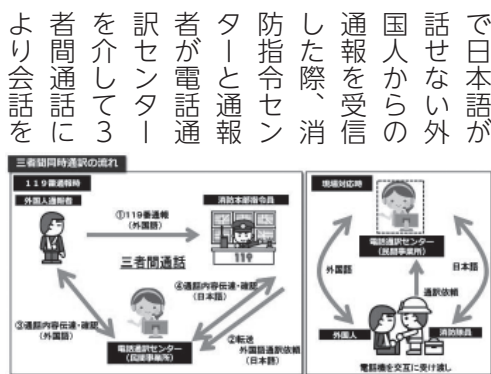 で日本語が
話せない外
国人からの
通報を受信
した際、消
防指令セン
ターと通報
者が電話通
訳センター
を介して3
者間通話に
より会話を
三者間同時通訳の流れ
119番通報時
外国人通報者
消防本部指令員
①119番通報
(外国語)
119
三者間通話
④通話内容伝達・確認
(日本語)
③通話内容伝達・確認
(外国語)
電話通訳センター
(民間事業所)
②転送
外国語通訳依頼
(日本語)
現場対応時
電話通訳センター
(民間事業所)
外国語
日本語
通訳依頼
外国人
消防隊員
電話機を交互に受け渡し